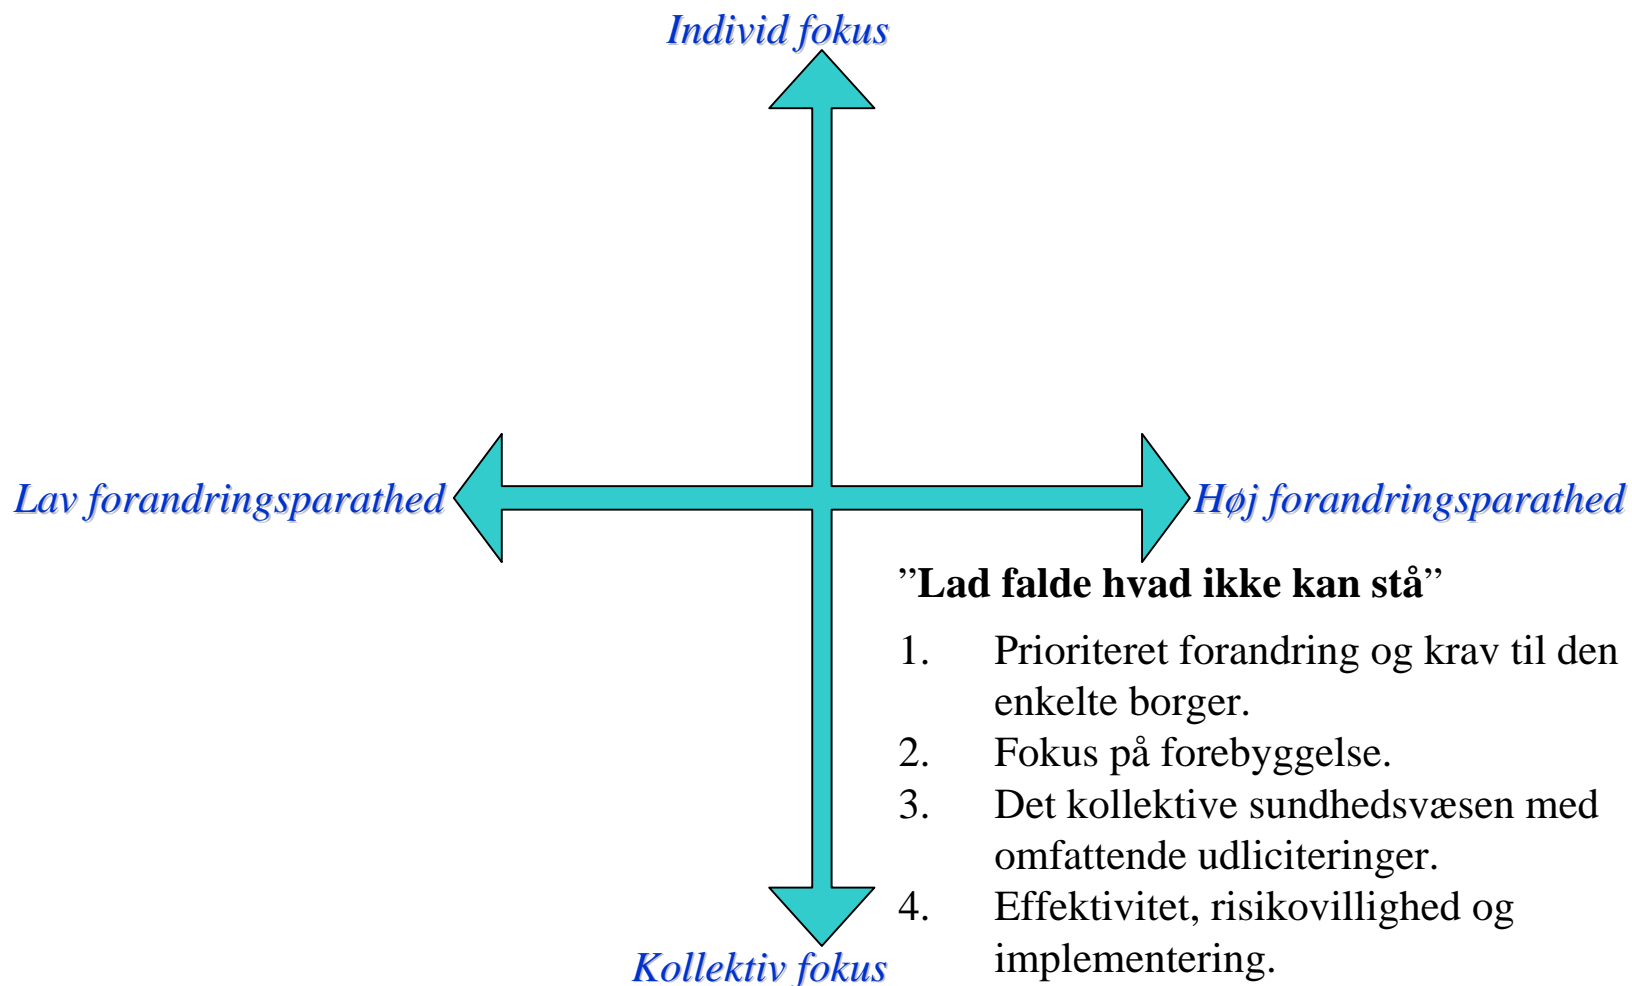 Individ fokus
Lav forandringsparathed
Høj forandringsparathed
”Lad falde hvad ikke kan stå”
1. Prioriteret forandring og krav til den
enkelte borger.
2. Fokus på forebyggelse.
3. Det kollektive sundhedsvæsen med
omfattende udliciteringer.
4. Effektivitet, risikovillighed og
implementering.
Kollektiv fokus